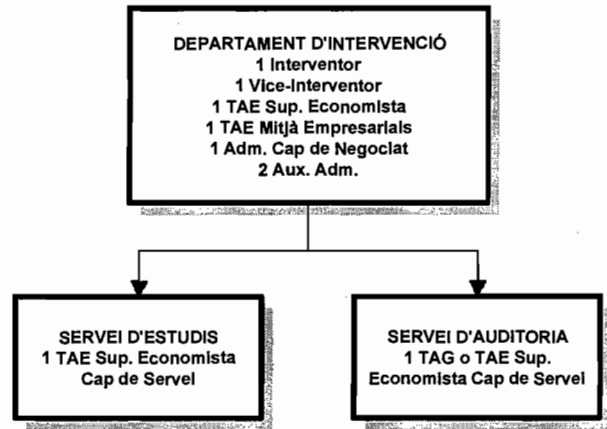 DEPARTAMENT D'INTERVENCIÓ
1 Interventor
1 Vice-Interventor
1 TAE Sup. Economista
1 TAE Mitjà Empresarials
1 Adm. Cap de Negociat
2 Aux. Adm.
SERVEI D'ESTUDIS
1 TAE Sup. Economista
Cap de Servei
SERVEI D'AUDITORIA
1 TAG o TAE Sup.
Economista Cap de Servei